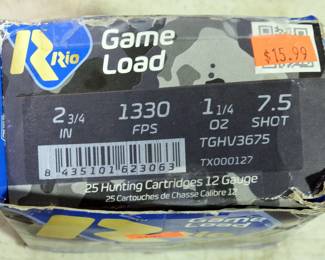 Rio
Game
Load
$15.99
2 3/4
IN
1330
FPS
1 1/4
OZ
7.5
SHOT
TGHV3675
TX000127
8 435101 623063
25 Hunting Cartridges 12 Gauge
25 Cartouches de Chasse Calibre 12
Game
Load